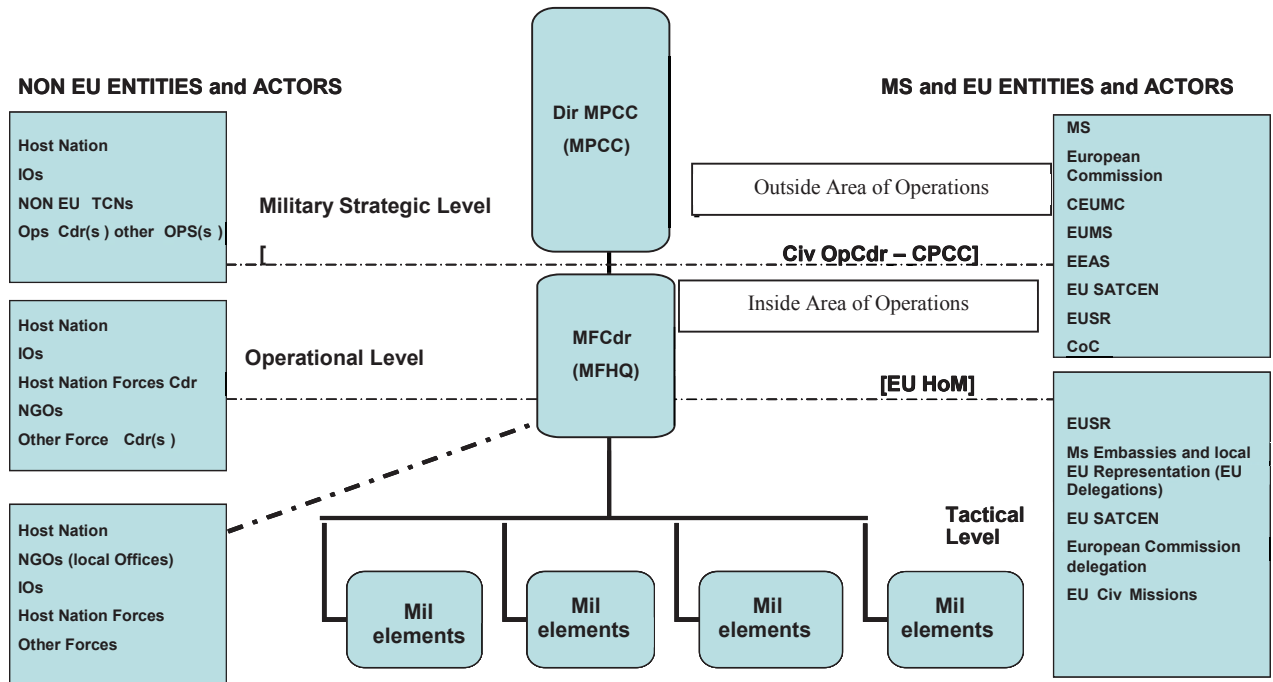 NON EU ENTITIES and ACTORS
Host Nation
IOs
NON EU TCNs
Ops Cdr(s ) other OPS(s )
Host Nation
IOs
Host Nation Forces Cdr
NGOs
Other Force Cdr(s )
Host Nation
NGOs (local Offices)
IOs
Host Nation Forces
Other Forces
Military Strategic Level
[
Operational Level
Dir MPCC
(MPCC)
MFCdr
(MFHQ)
Mil
elements
Mil
elements
Mil
elements
Mil
elements
Outside Area of Operations
[
Civ OpCdr – CPCC]
Inside Area of Operations
[EU HoM]
Tactical
Level
MS and EU ENTITIES and ACTORS
MS
European
Commission
CEUMC
EUMS
EEAS
EU SATCEN
EUSR
CoC
EUSR
Ms Embassies and local
EU Representation (EU
Delegations)
EU SATCEN
European Commission
delegation
EU Civ Missions